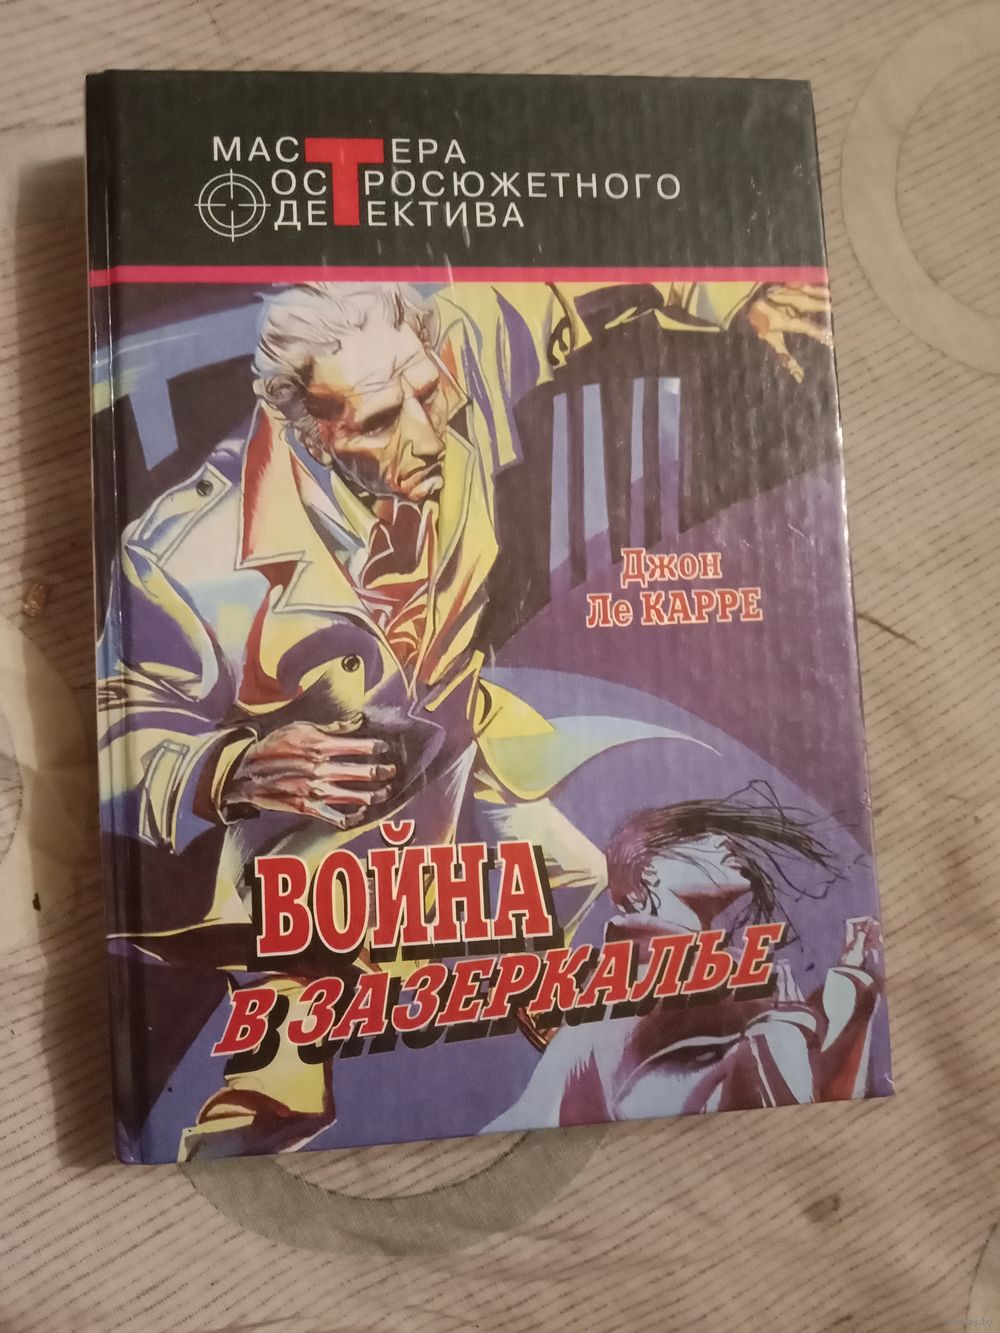 МАСТЕРА
ОСТРОСЮЖЕТНОГО
ДЕТЕКТИВА
Джон
Ле КАРРЕ
ВОЙНА
В ЗАЗЕРКАЛЬЕ